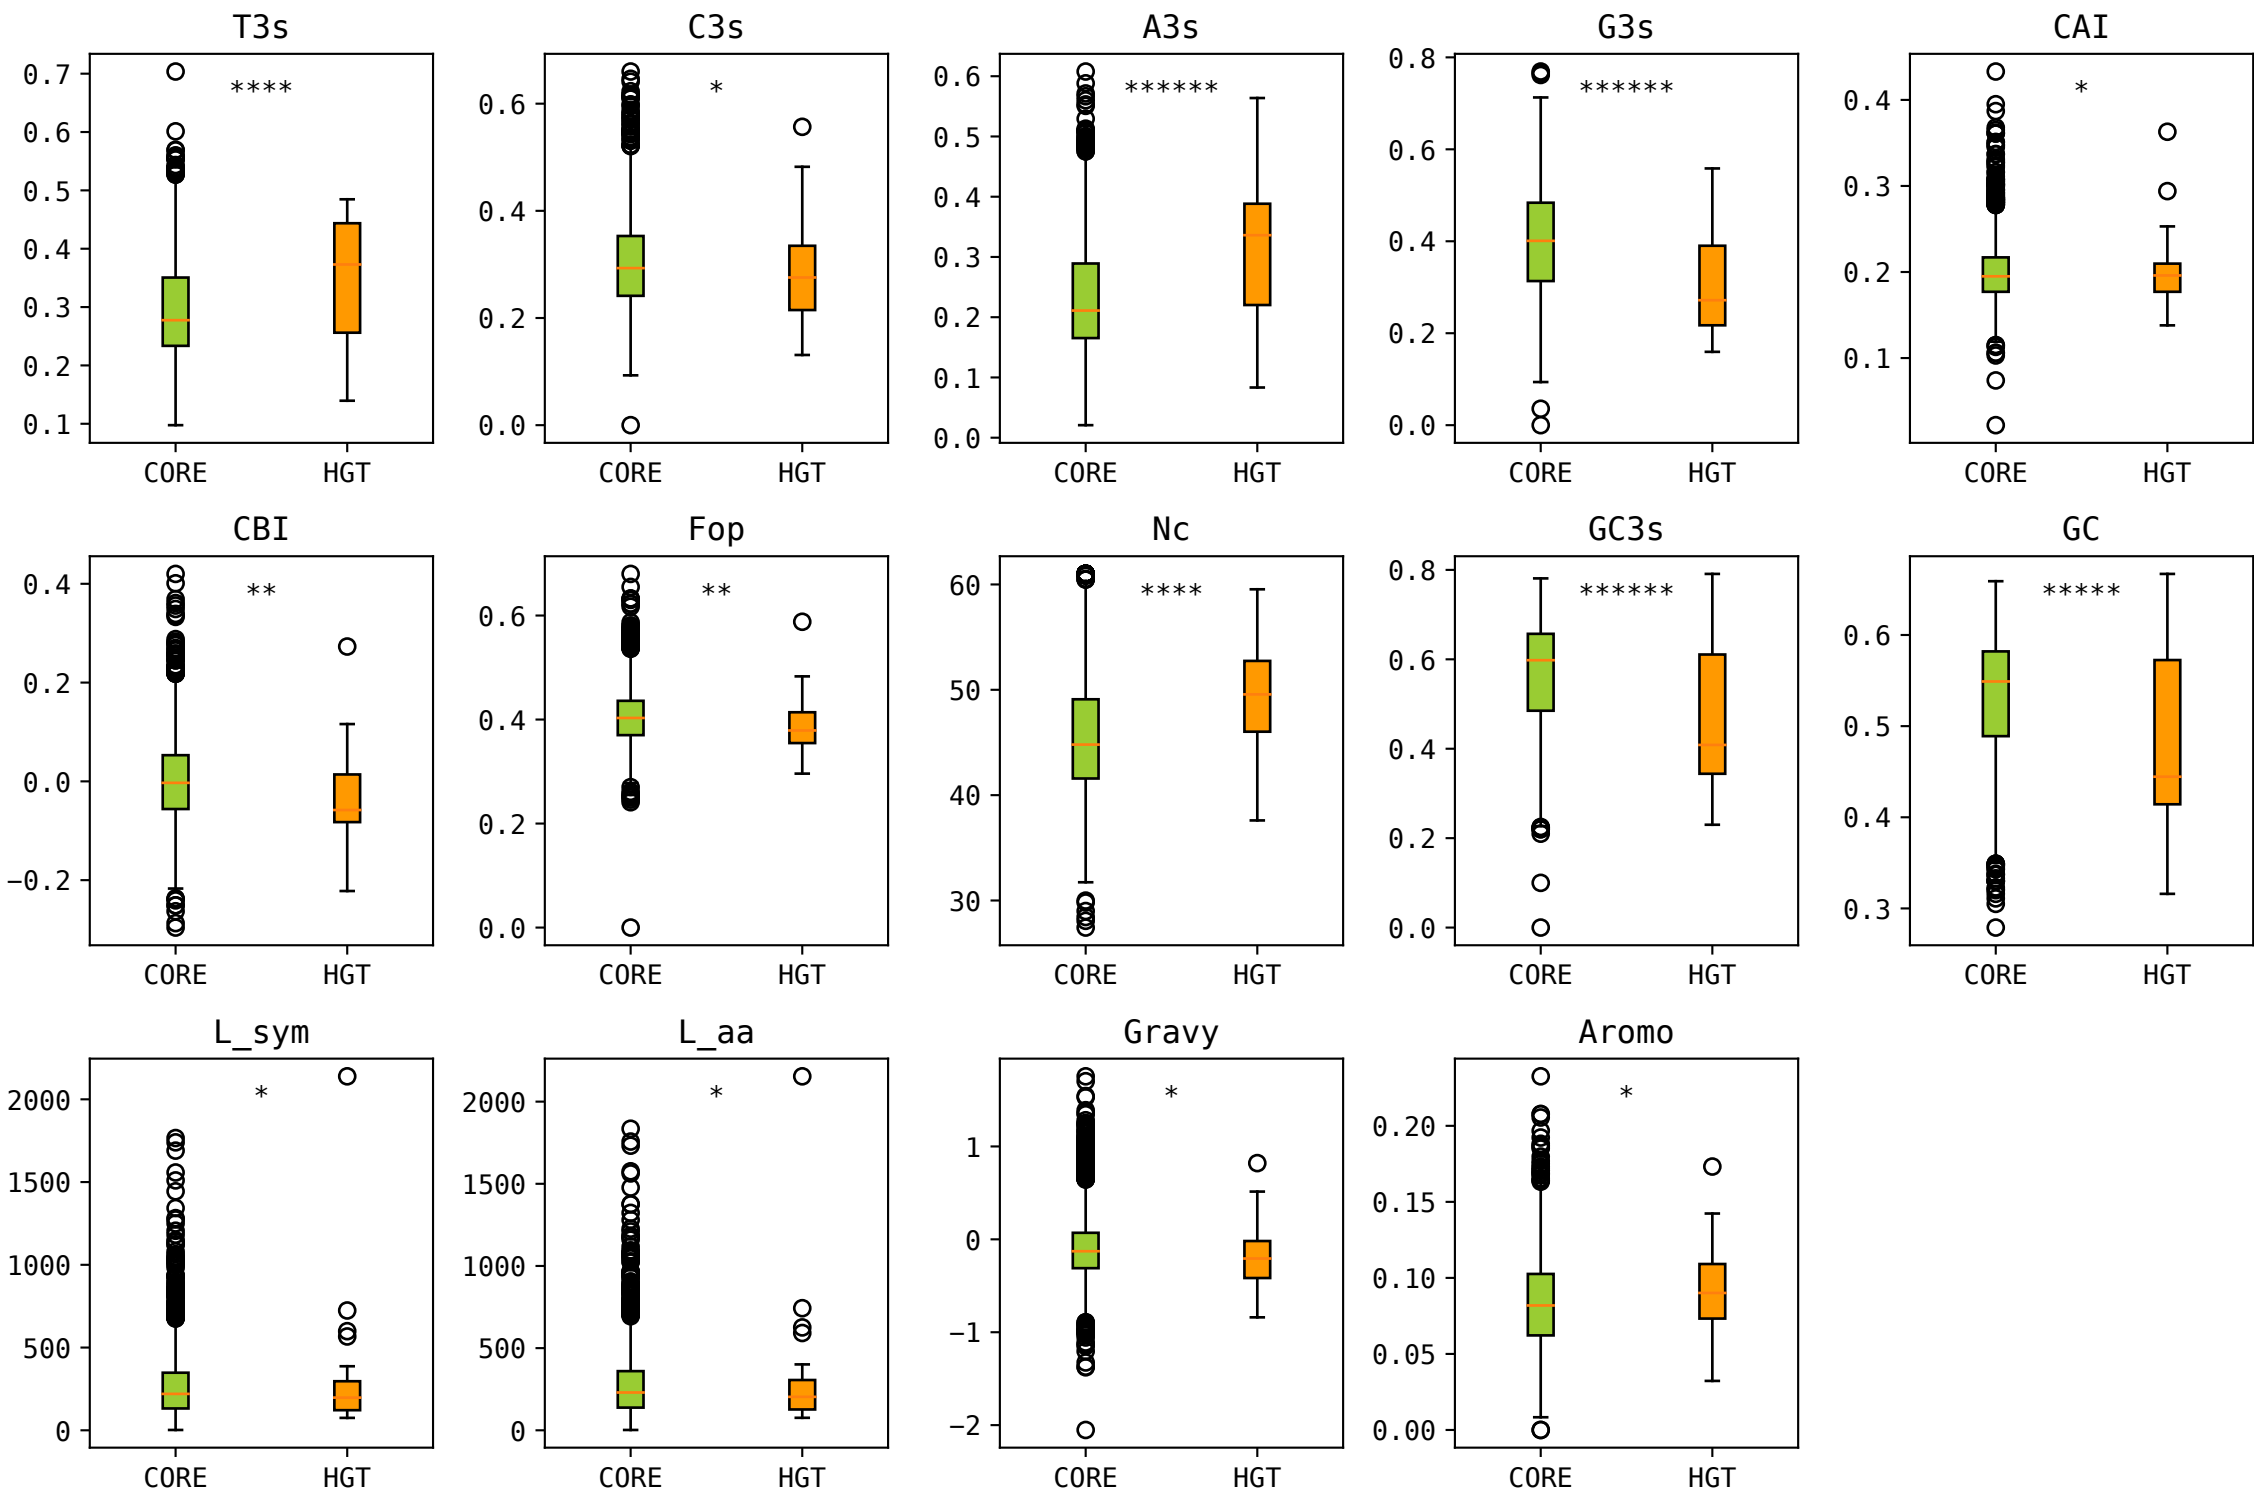 T3s
****
0.7
0.6
0.5
0.4
0.3
0.2
0.1
CORE HGT
C3s
*
0.6
0.4
0.2
0.0
CORE HGT
A3s
******
0.6
0.5
0.4
0.3
0.2
0.1
0.0
CORE HGT
G3s
******
0.8
0.6
0.4
0.2
0.0
CORE HGT
CAI
*
0.4
0.3
0.2
0.1
CORE HGT
CBI
**
0.4
0.2
0.0
−0.2
CORE HGT
Fop
**
0.6
0.4
0.2
0.0
CORE HGT
Nc
****
60
50
40
30
CORE HGT
GC3s
******
0.8
0.6
0.4
0.2
0.0
CORE HGT
GC
*****
0.6
0.5
0.4
0.3
CORE HGT
L_sym
*
2000
1500
1000
500
0
CORE HGT
L_aa
*
2000
1500
1000
500
0
CORE HGT
Gravy
*
1
0
−1
−2
CORE HGT
Aromo
*
0.20
0.15
0.10
0.05
0.00
CORE HGT